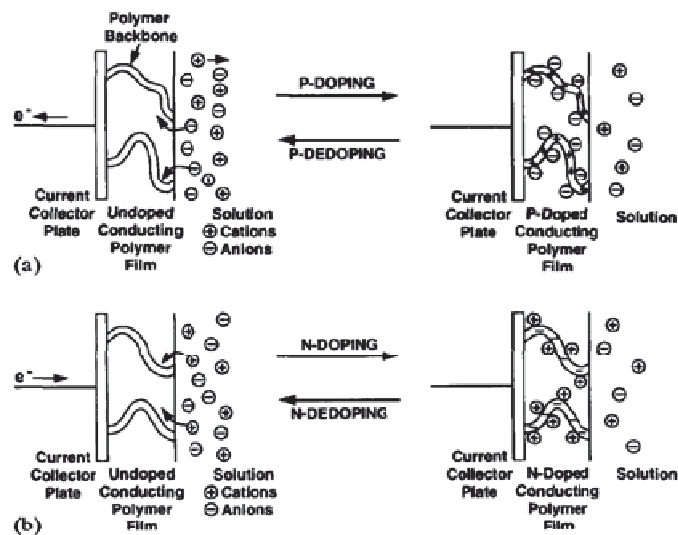 Polymer
Backbone
e⁻
P-DOPING
P-DEDOPING
Current
Collector
Plate
Undoped
Conducting
Polymer
Film
Solution
⊕ Cations
⊖ Anions
Current
Collector
Plate
P-Doped
Conducting
Polymer
Film
Solution
(a)
e⁻
N-DOPING
N-DEDOPING
Current
Collector
Plate
Undoped
Conducting
Polymer
Film
Solution
⊕ Cations
⊖ Anions
Current
Collector
Plate
N-Doped
Conducting
Polymer
Film
Solution
(b)